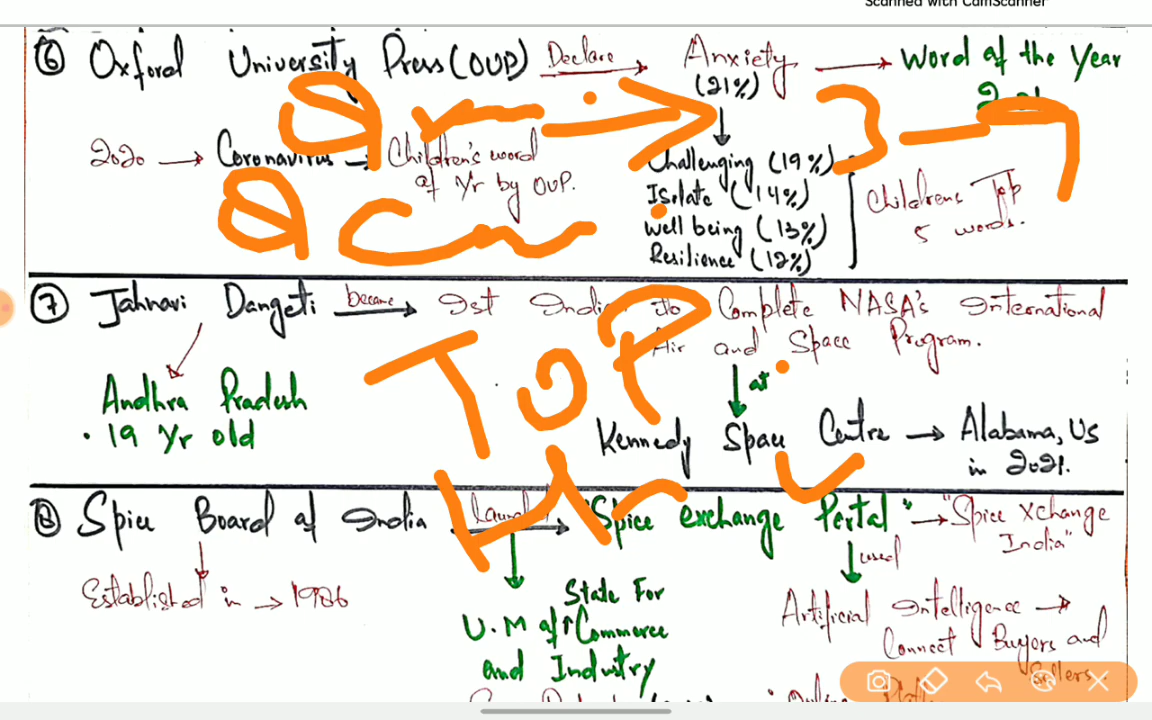 Scanned with CamScanner
⑥ Oxford University Press (OUP) Declare → Anxiety (21%) → Word of the Year
2020 → Coronavirus → Children's word of Yr by OUP.
Challenging (19%)
Isolate (14%)
Well being (13%)
Resilience (12%)
Childrens Top 5 words.
⑦ Jahnavi Dangeti became → Ist to Complete NASA's International
Air and Space Program.
Andhra Pradesh
• 19 Yr old
↓ at
Kennedy Space Centre → Alabama, US
in 2021.
TOP
⑧ Spice Board of India → "Spice exchange Portal" → "Spice Xchange
India"
Established in → 1986
↓ used
State For
U.M of Commerce
and Industry
Artificial Intelligence →
Connect Buyers and
Sellers.